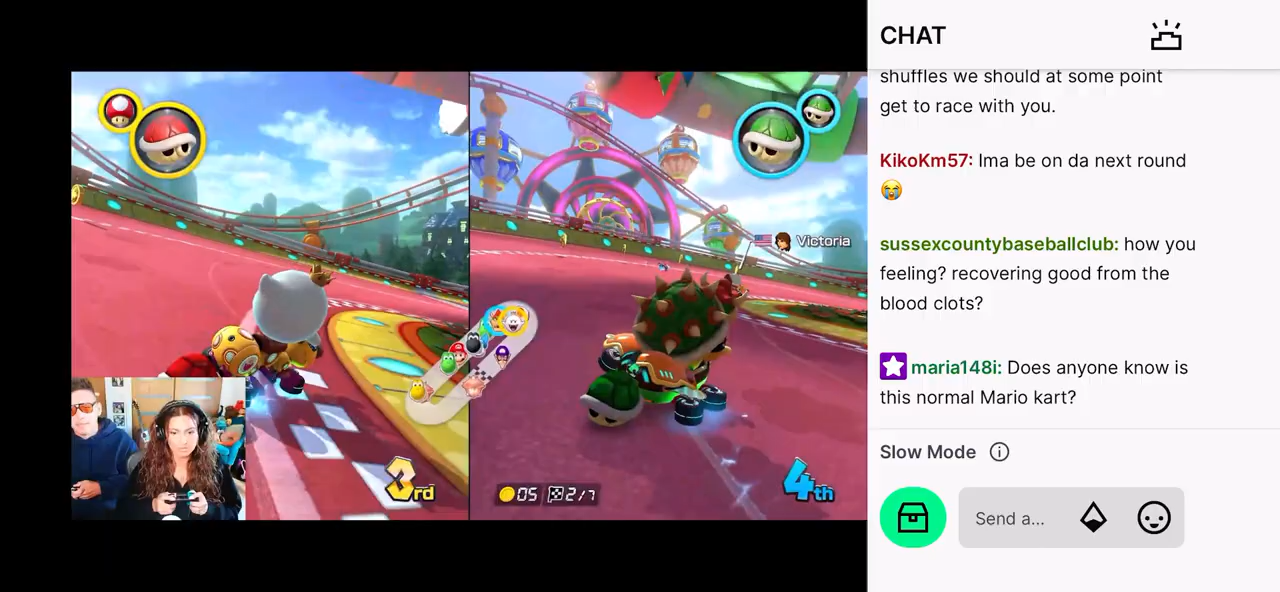 CHAT
shuffles we should at some point
get to race with you.
KikoKm57: Ima be on da next round
😭
sussexcountybaseballclub: how you
feeling? recovering good from the
blood clots?
maria148i: Does anyone know is
this normal Mario kart?
Slow Mode
Send a...
Victoria
3rd
05 2/7
4th